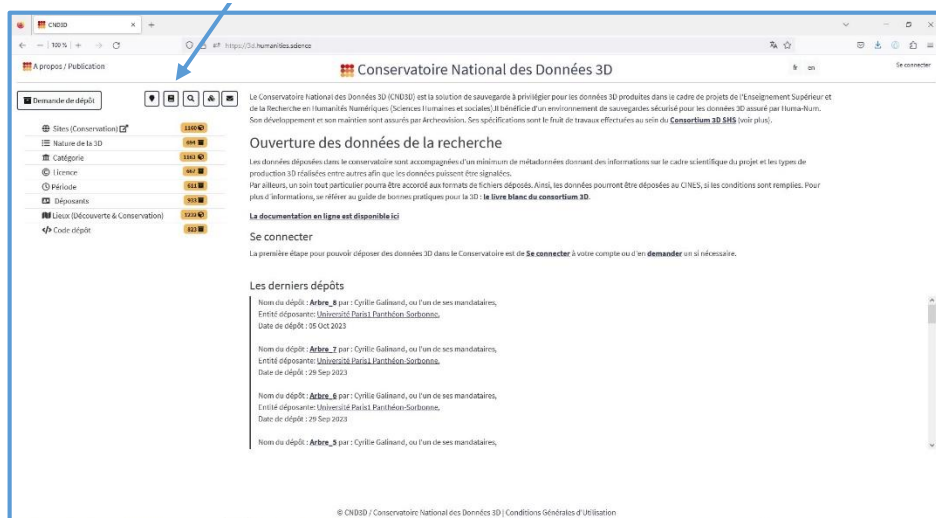 CND3D
100 %
https://3d.humanities.science
A propos / Publication
Conservatoire National des Données 3D
fr en
Se connecter
Demande de dépôt
Sites (Conservation) 1160
Nature de la 3D 694
Catégorie 1161
Licence 667
Période 611
Déposants 933
Lieux (Découverte & Conservation) 1233
Code dépôt 823
Le Conservatoire National des Données 3D (CND3D) est la solution de sauvegarde à privilégier pour les données 3D produites dans le cadre de projets de l'Enseignement Supérieur et
de la Recherche en Humanités Numériques (Sciences Humaines et sociales).Il bénéficie d'un environnement de sauvegardes sécurisé pour les données 3D assuré par Huma-Num.
Son développement et son maintien sont assurés par Archeovision. Ses spécifications sont le fruit de travaux effectuées au sein du Consortium 3D SHS (voir plus).
Ouverture des données de la recherche
Les données déposées dans le conservatoire sont accompagnées d'un minimum de métadonnées donnant des informations sur le cadre scientifique du projet et les types de
production 3D réalisées entre autres afin que les données puissent être signalées.
Par ailleurs, un soin tout particulier pourra être accordé aux formats de fichiers déposés. Ainsi, les données pourront être déposées au CINES, si les conditions sont remplies. Pour
plus d'informations, se référer au guide de bonnes pratiques pour la 3D : le livre blanc du consortium 3D.
La documentation en ligne est disponible ici
Se connecter
La première étape pour pouvoir déposer des données 3D dans le Conservatoire est de Se connecter à votre compte ou d'en demander un si nécessaire.
Les derniers dépôts
Nom du dépôt : Arbre_8 par : Cyrille Galinand, ou l'un de ses mandataires,
Entité déposante: Université Paris1 Panthéon-Sorbonne,
Date de dépôt : 05 Oct 2023
Nom du dépôt : Arbre_7 par : Cyrille Galinand, ou l'un de ses mandataires,
Entité déposante: Université Paris1 Panthéon-Sorbonne,
Date de dépôt : 29 Sep 2023
Nom du dépôt : Arbre_6 par : Cyrille Galinand, ou l'un de ses mandataires,
Entité déposante: Université Paris1 Panthéon-Sorbonne,
Date de dépôt : 29 Sep 2023
Nom du dépôt : Arbre_5 par : Cyrille Galinand, ou l'un de ses mandataires,
© CND3D / Conservatoire National des Données 3D | Conditions Générales d'Utilisation